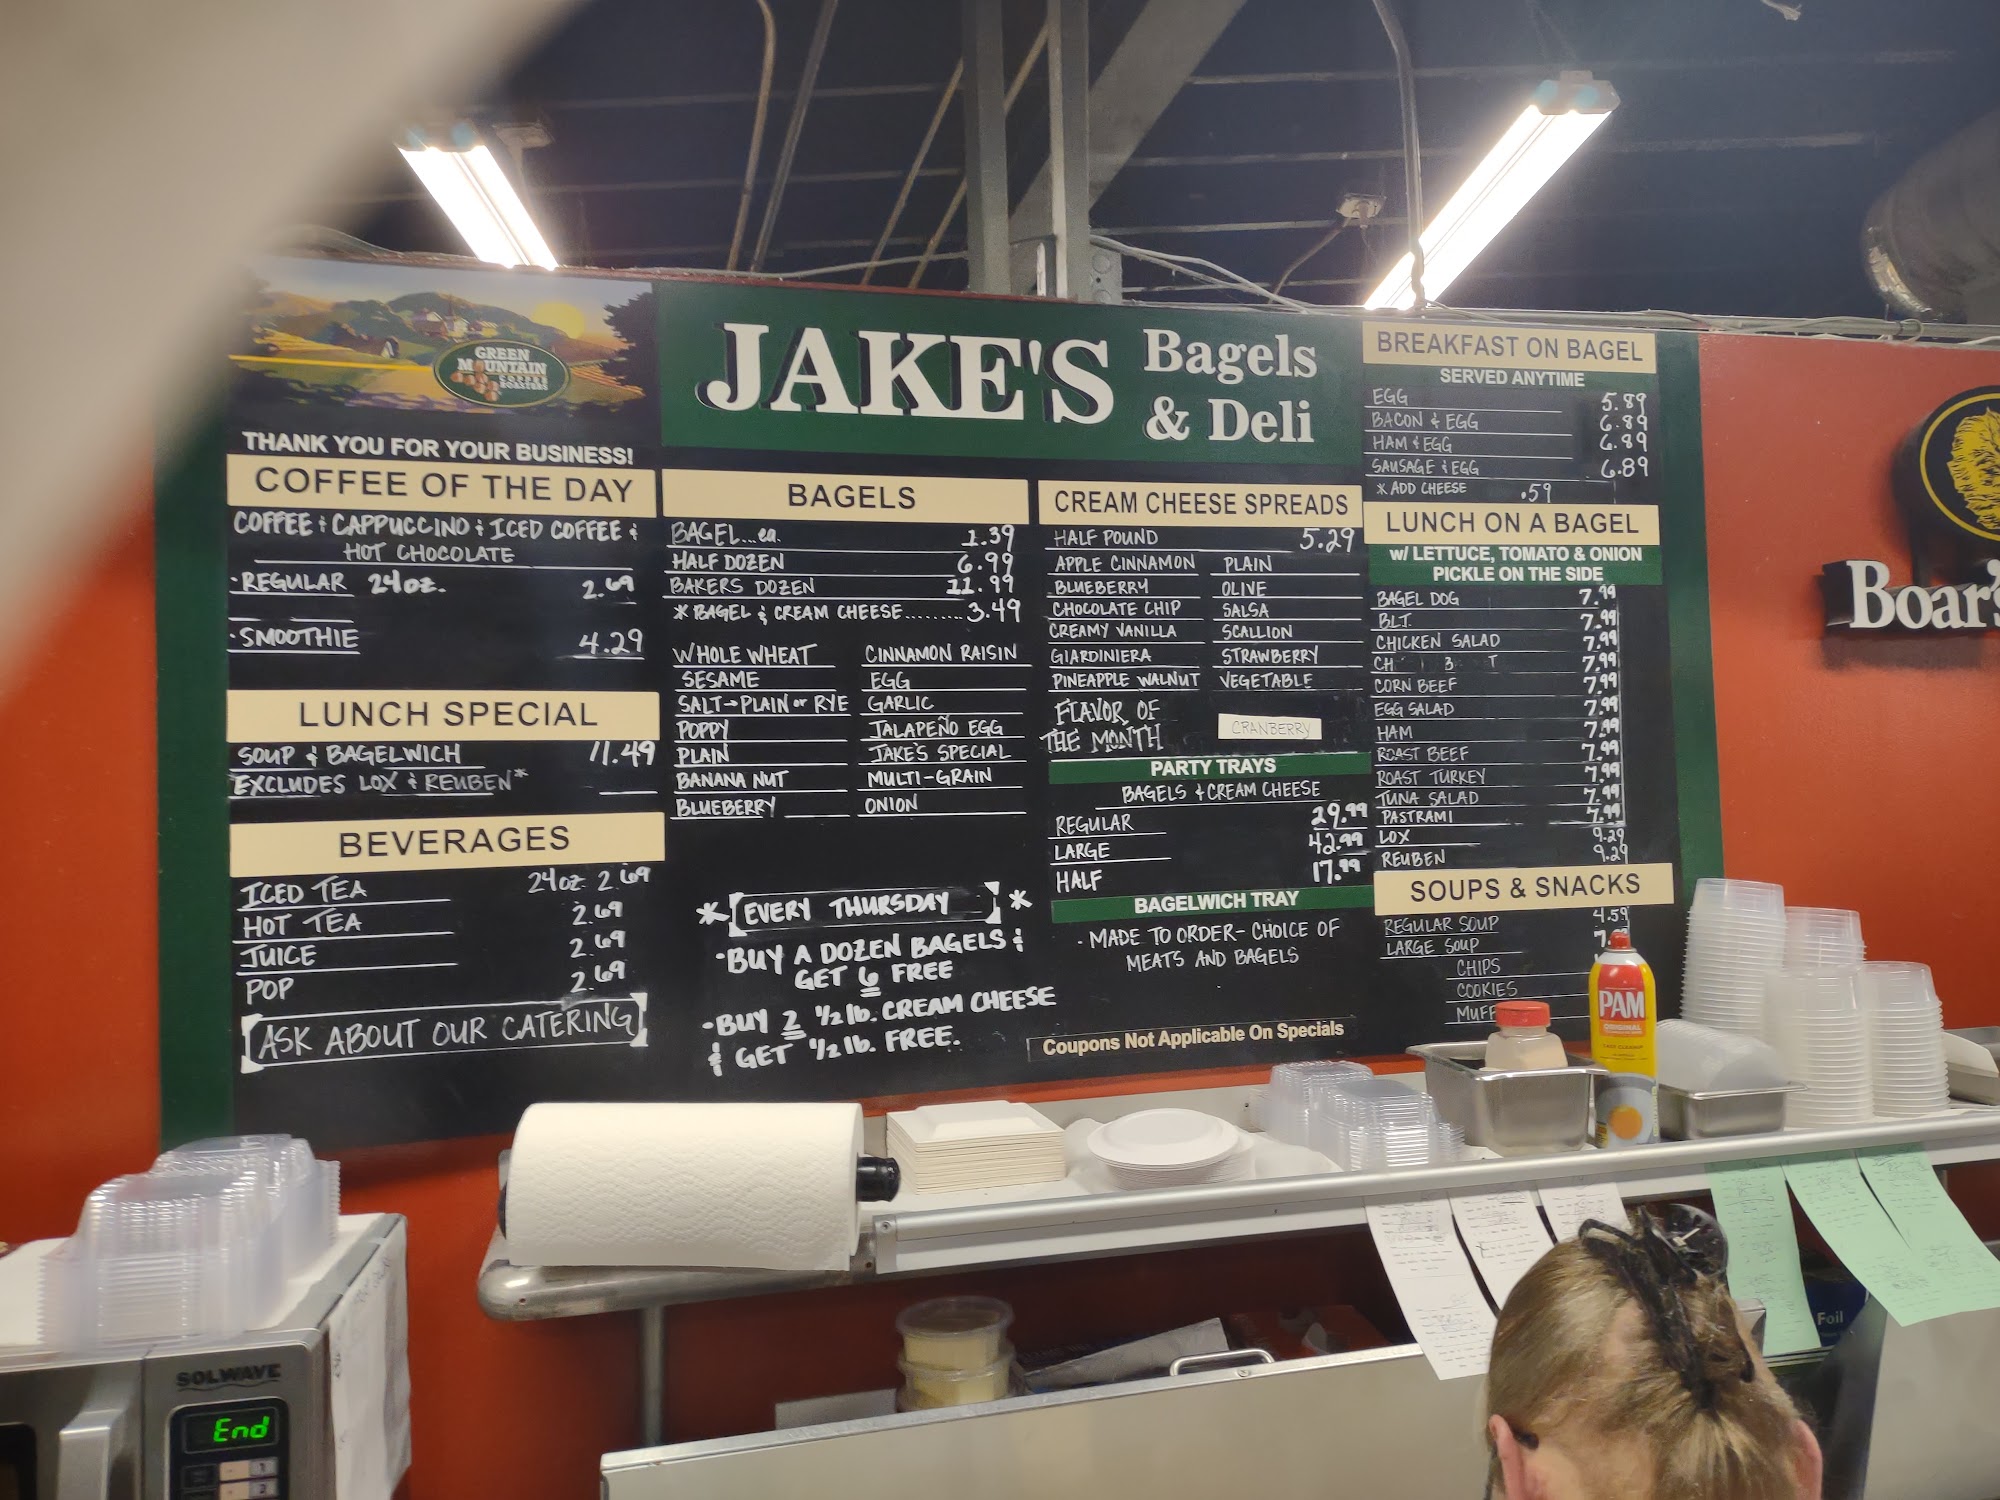 GREEN
MOUNTAIN
COFFEE
ROASTERS
THANK YOU FOR YOUR BUSINESS!
COFFEE OF THE DAY
COFFEE & CAPPUCCINO & ICED COFFEE &
HOT CHOCOLATE
• REGULAR 24oz. 2.69
• SMOOTHIE 4.29
LUNCH SPECIAL
SOUP & BAGELWICH 11.49
EXCLUDES LOX & REUBEN*
BEVERAGES
ICED TEA 24oz 2.69
HOT TEA 2.69
JUICE 2.69
POP 2.69
ASK ABOUT OUR CATERING
JAKE'S Bagels
& Deli
BAGELS
BAGEL...ea. 1.39
HALF DOZEN 6.99
BAKERS DOZEN 11.99
* BAGEL & CREAM CHEESE......... 3.49
WHOLE WHEAT CINNAMON RAISIN
SESAME EGG
SALT→PLAIN or RYE GARLIC
POPPY JALAPEÑO EGG
PLAIN JAKE'S SPECIAL
BANANA NUT MULTI-GRAIN
BLUEBERRY ONION
* EVERY THURSDAY *
• BUY A DOZEN BAGELS &
GET 6 FREE
• BUY 2 1/2 lb. CREAM CHEESE
& GET 1/2 lb. FREE.
CREAM CHEESE SPREADS
HALF POUND 5.29
APPLE CINNAMON PLAIN
BLUEBERRY OLIVE
CHOCOLATE CHIP SALSA
CREAMY VANILLA SCALLION
GIARDINIERA STRAWBERRY
PINEAPPLE WALNUT VEGETABLE
FLAVOR OF
THE MONTH CRANBERRY
PARTY TRAYS
BAGELS & CREAM CHEESE
REGULAR 29.99
LARGE 42.99
HALF 17.99
BAGELWICH TRAY
• MADE TO ORDER- CHOICE OF
MEATS AND BAGELS
Coupons Not Applicable On Specials
BREAKFAST ON BAGEL
SERVED ANYTIME
EGG 5.89
BACON & EGG 6.89
HAM & EGG 6.89
SAUSAGE & EGG 6.89
* ADD CHEESE .59
LUNCH ON A BAGEL
w/ LETTUCE, TOMATO & ONION
PICKLE ON THE SIDE
BAGEL DOG 7.99
BLT. 7.99
CHICKEN SALAD 7.99
CH 7.99
CORN BEEF 7.99
EGG SALAD 7.99
HAM 7.99
ROAST BEEF 7.99
ROAST TURKEY 7.99
TUNA SALAD 7.99
PASTRAMI 7.99
LOX 9.29
REUBEN 9.29
SOUPS & SNACKS
REGULAR SOUP 4.59
LARGE SOUP
CHIPS
COOKIES
MUFF
Boar's
PAM
ORIGINAL
SOLWAVE
End
1
2
Foil